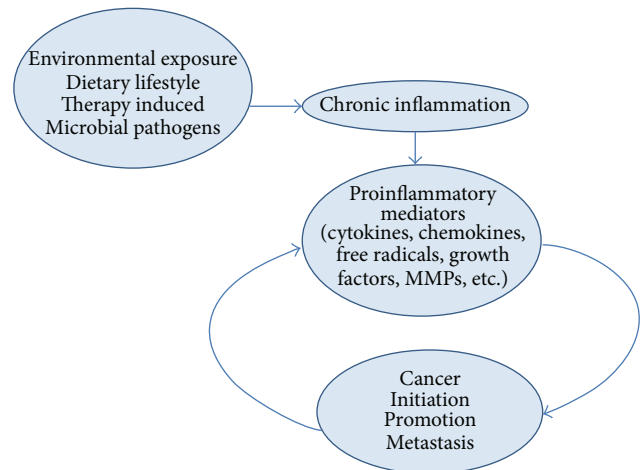 Environmental exposure
Dietary lifestyle
Therapy induced
Microbial pathogens
Chronic inflammation
Proinflammatory
mediators
(cytokines, chemokines,
free radicals, growth
factors, MMPs, etc.)
Cancer
Initiation
Promotion
Metastasis